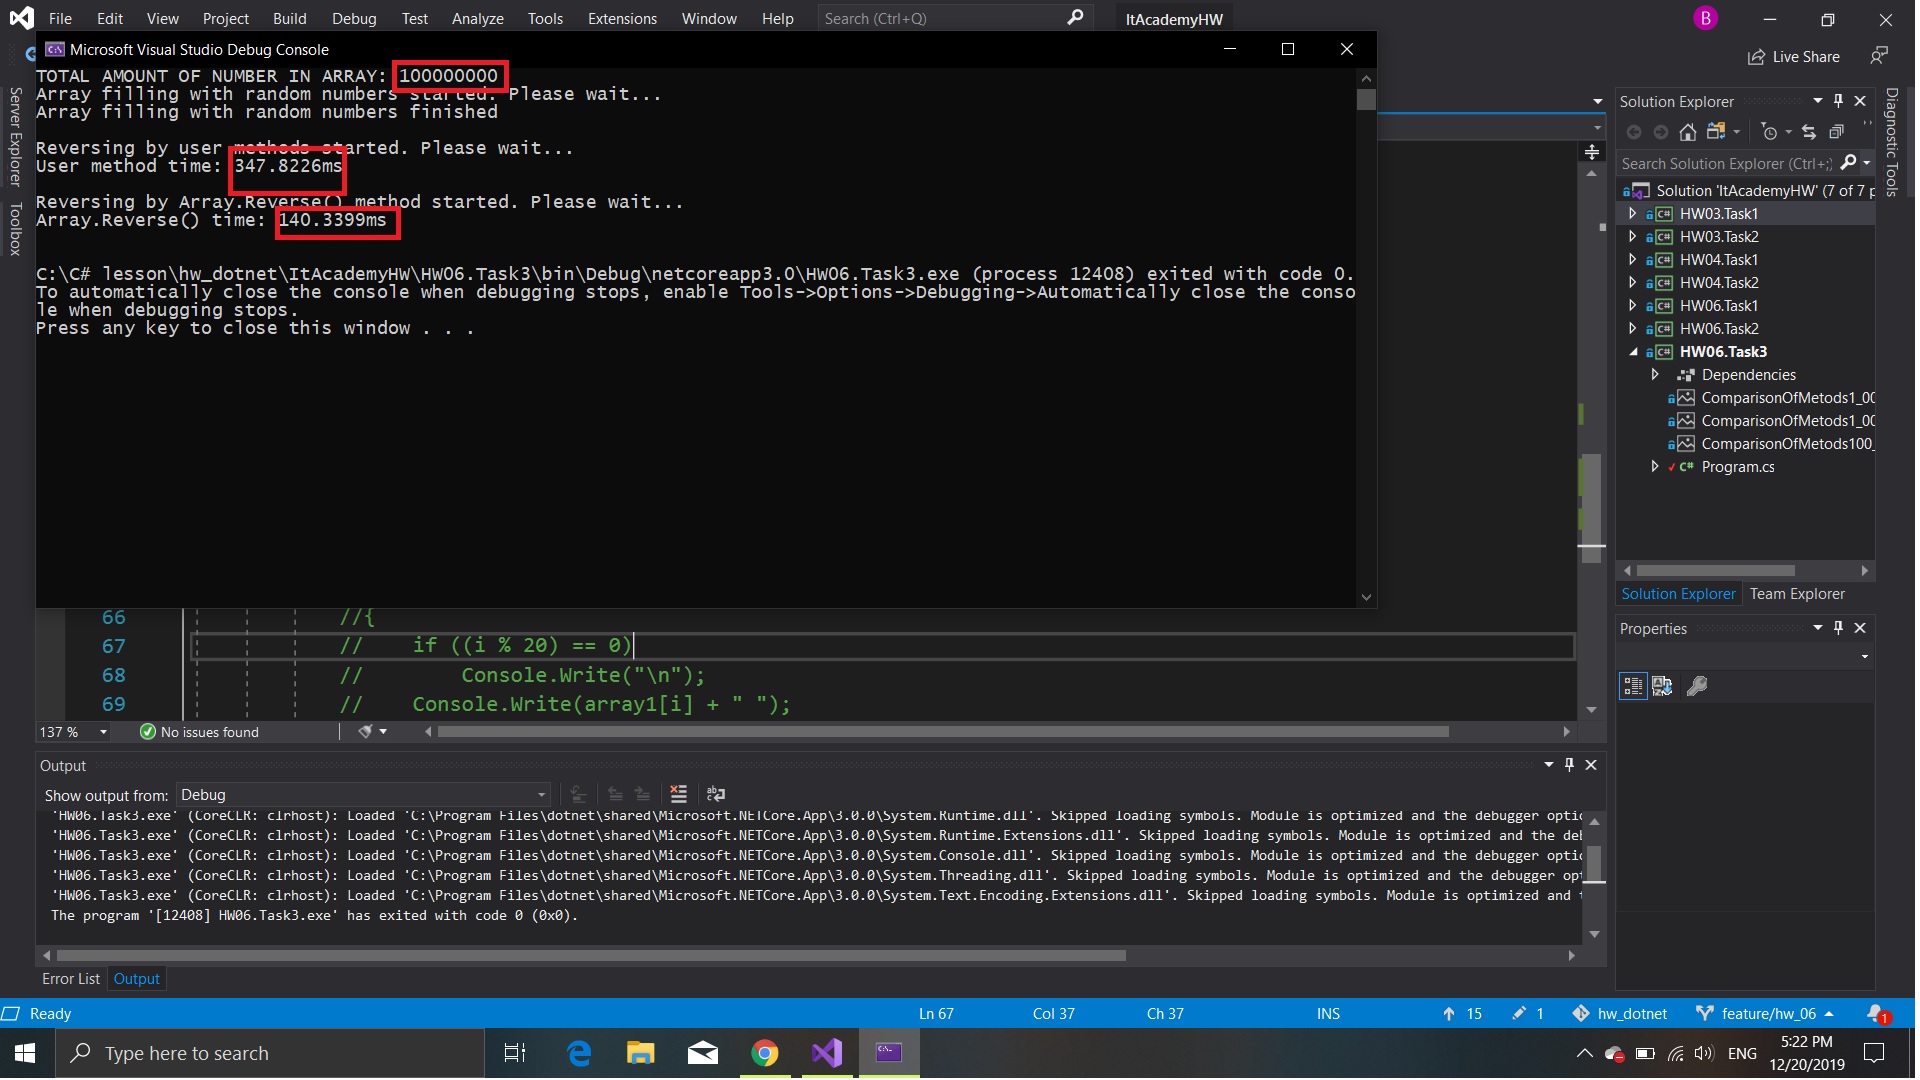 File Edit View Project Build Debug Test Analyze Tools Extensions Window Help Search (Ctrl+Q) ItAcademyHW B
Live Share
Microsoft Visual Studio Debug Console
TOTAL AMOUNT OF NUMBER IN ARRAY: 100000000
Array filling with random numbers started. Please wait...
Array filling with random numbers finished
Reversing by user methods started. Please wait...
User method time: 347.8226ms
Reversing by Array.Reverse() method started. Please wait...
Array.Reverse() time: 140.3399ms
C:\C# lesson\hw_dotnet\ItAcademyHW\HW06.Task3\bin\Debug\netcoreapp3.0\HW06.Task3.exe (process 12408) exited with code 0.
To automatically close the console when debugging stops, enable Tools->Options->Debugging->Automatically close the conso
le when debugging stops.
Press any key to close this window . . .
Server Explorer
Toolbox
66 //{
67 // if ((i % 20) == 0)
68 // Console.Write("\n");
69 // Console.Write(array1[i] + " ");
137 % No issues found
Output
Show output from: Debug
'HW06.Task3.exe' (CoreCLR: clrhost): Loaded 'C:\Program Files\dotnet\shared\Microsoft.NETCore.App\3.0.0\System.Runtime.dll'. Skipped loading symbols. Module is optimized and the debugger optic
'HW06.Task3.exe' (CoreCLR: clrhost): Loaded 'C:\Program Files\dotnet\shared\Microsoft.NETCore.App\3.0.0\System.Runtime.Extensions.dll'. Skipped loading symbols. Module is optimized and the del
'HW06.Task3.exe' (CoreCLR: clrhost): Loaded 'C:\Program Files\dotnet\shared\Microsoft.NETCore.App\3.0.0\System.Console.dll'. Skipped loading symbols. Module is optimized and the debugger optic
'HW06.Task3.exe' (CoreCLR: clrhost): Loaded 'C:\Program Files\dotnet\shared\Microsoft.NETCore.App\3.0.0\System.Threading.dll'. Skipped loading symbols. Module is optimized and the debugger op
'HW06.Task3.exe' (CoreCLR: clrhost): Loaded 'C:\Program Files\dotnet\shared\Microsoft.NETCore.App\3.0.0\System.Text.Encoding.Extensions.dll'. Skipped loading symbols. Module is optimized and
The program '[12408] HW06.Task3.exe' has exited with code 0 (0x0).
Error List Output
Solution Explorer
Search Solution Explorer (Ctrl+;)
Solution 'ItAcademyHW' (7 of 7 p
C# HW03.Task1
C# HW03.Task2
C# HW04.Task1
C# HW04.Task2
C# HW06.Task1
C# HW06.Task2
C# HW06.Task3
Dependencies
ComparisonOfMetods1_00
ComparisonOfMetods1_00
ComparisonOfMetods100_
C# Program.cs
Solution Explorer Team Explorer
Properties
Diagnostic Tools
Ready Ln 67 Col 37 Ch 37 INS 15 1 hw_dotnet feature/hw_06 1
Type here to search
ENG
5:22 PM
12/20/2019